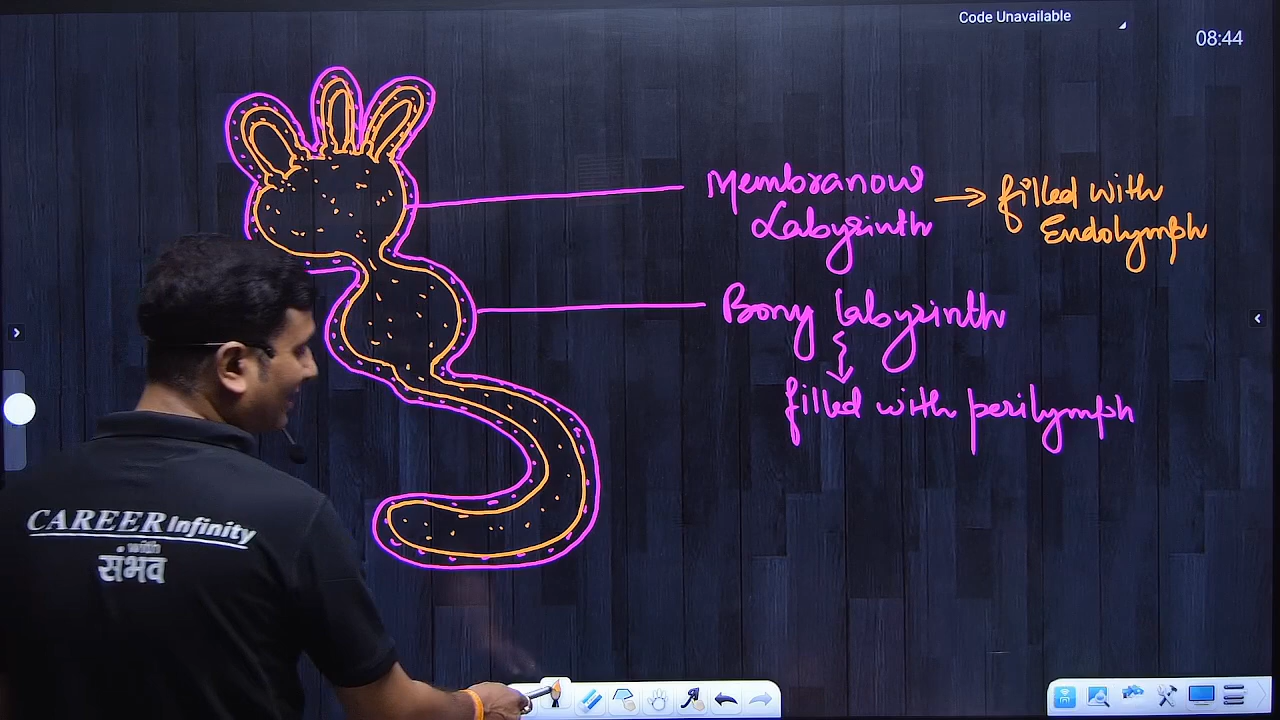 Code Unavailable
08:44
Membranous
Labyrinth
→ filled with
Endolymph
Bony labyrinth
filled with perilymph
CAREER Infinity
with
संभव